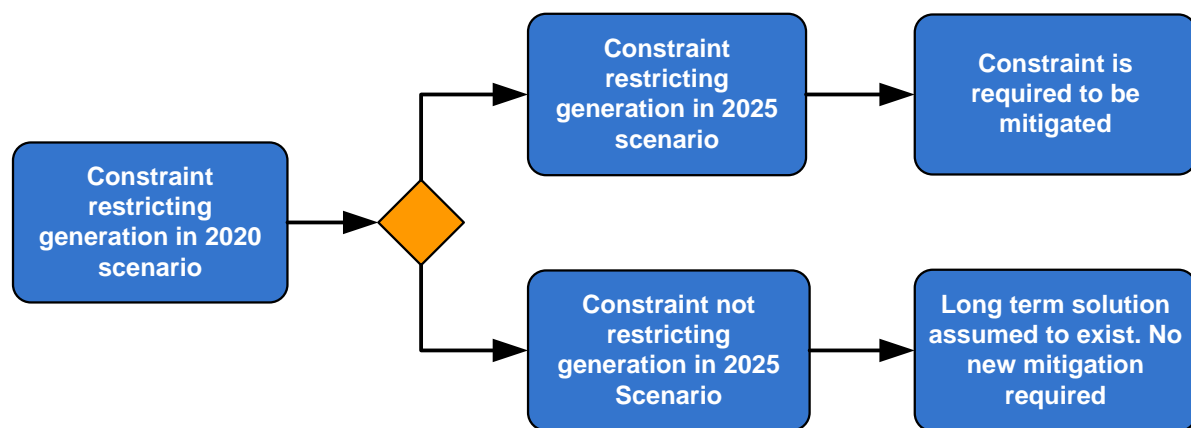 Constraint
restricting
generation in 2020
scenario
Constraint
restricting
generation in 2025
scenario
Constraint is
required to be
mitigated
Constraint not
restricting
generation in 2025
Scenario
Long term solution
assumed to exist. No
new mitigation
required